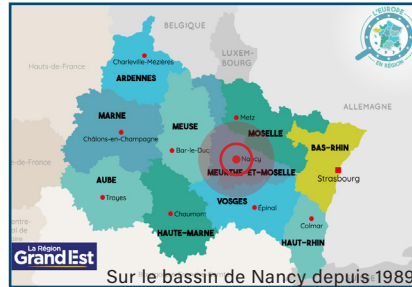 L'EUROPE
EN RÉGION
BELGIQUE
LUXEM-
BOURG
Hauts-de-France
Charleville-Mézières
ARDENNES
ALLEMAGNE
MARNE
Châlons-en-Champagne
MEUSE
Metz
MOSELLE
BAS-RHIN
Bar-le-Duc
Nancy
MEURTHE-ET-MOSELLE
Strasbourg
AUBE
Troyes
VOSGES
Épinal
Chaumont
HAUTE-MARNE
Colmar
HAUT-RHIN
La Région
GrandEst
Sur le bassin de Nancy depuis 1989